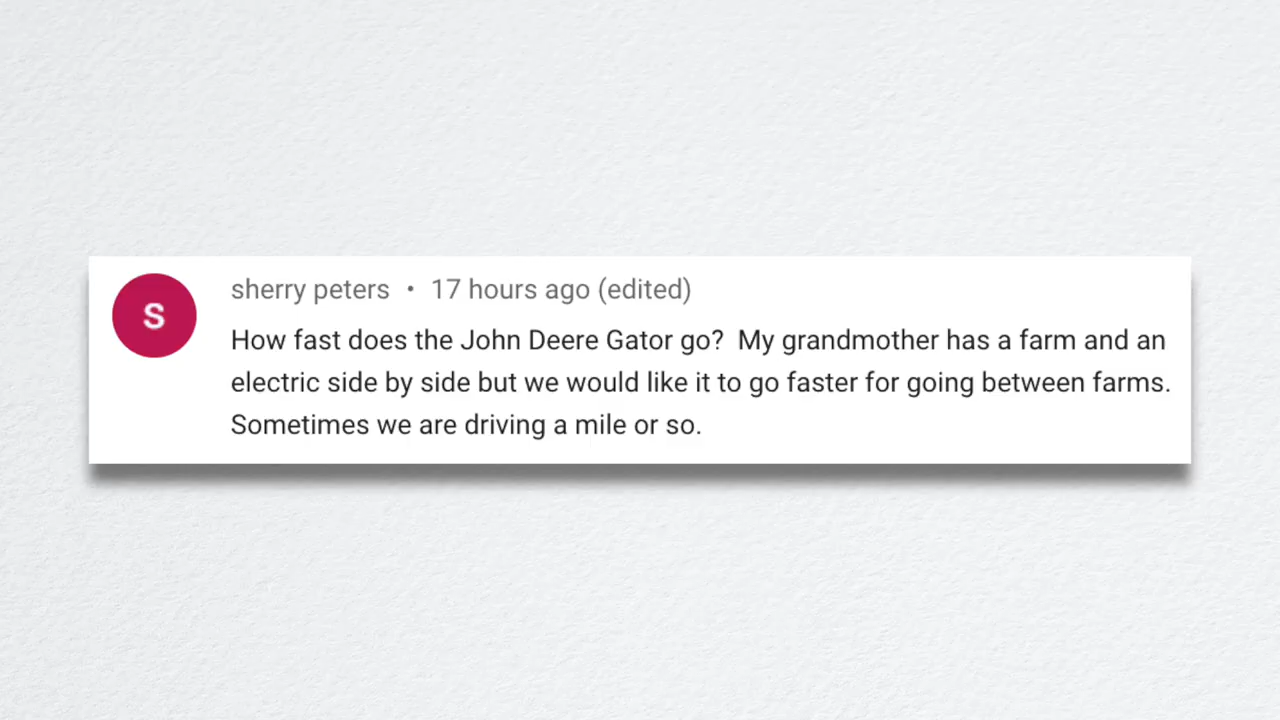 S
sherry peters • 17 hours ago (edited)
How fast does the John Deere Gator go?  My grandmother has a farm and an
electric side by side but we would like it to go faster for going between farms.
Sometimes we are driving a mile or so.